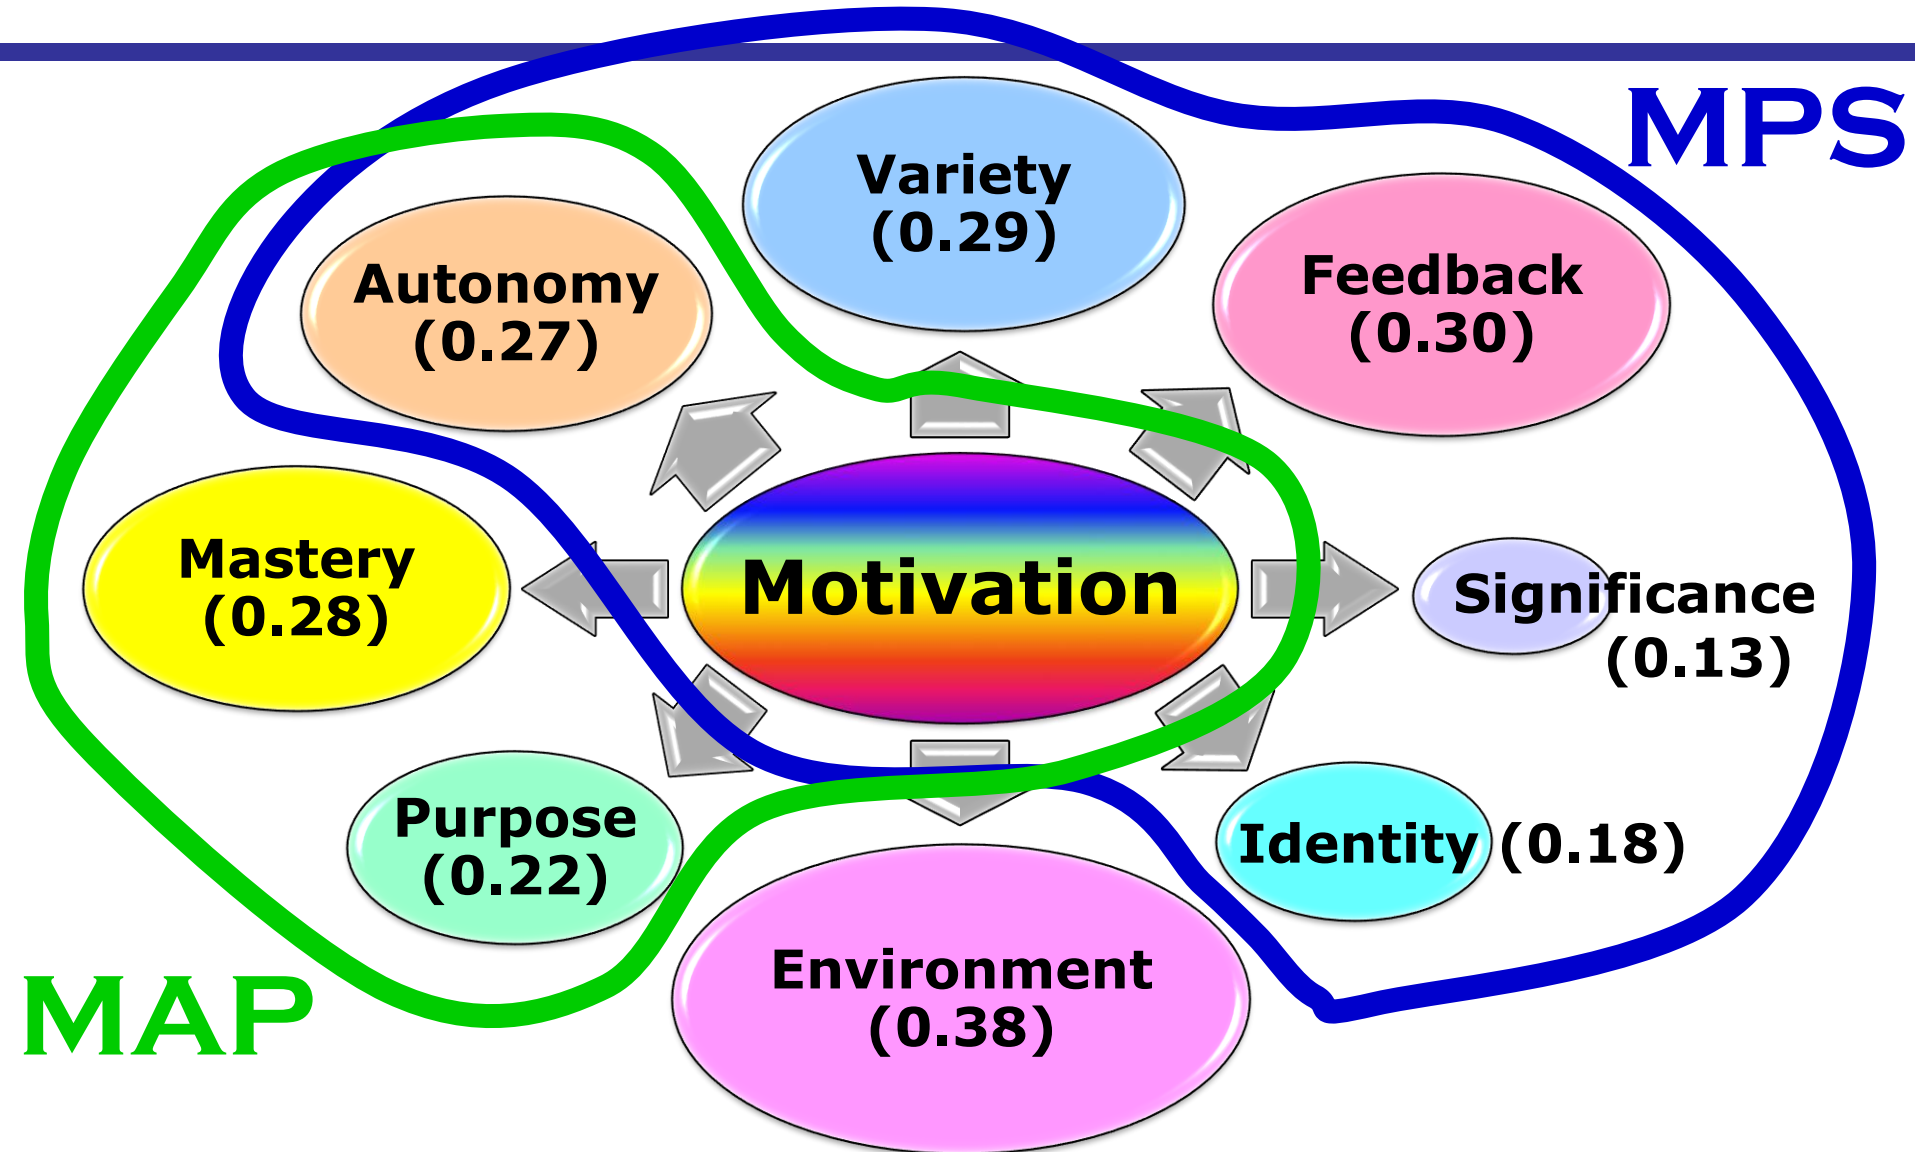 MPS
Variety
(0.29)
Feedback
(0.30)
Autonomy
(0.27)
Mastery
(0.28)
Motivation
Significance
(0.13)
Purpose
(0.22)
Identity (0.18)
Environment
(0.38)
MAP